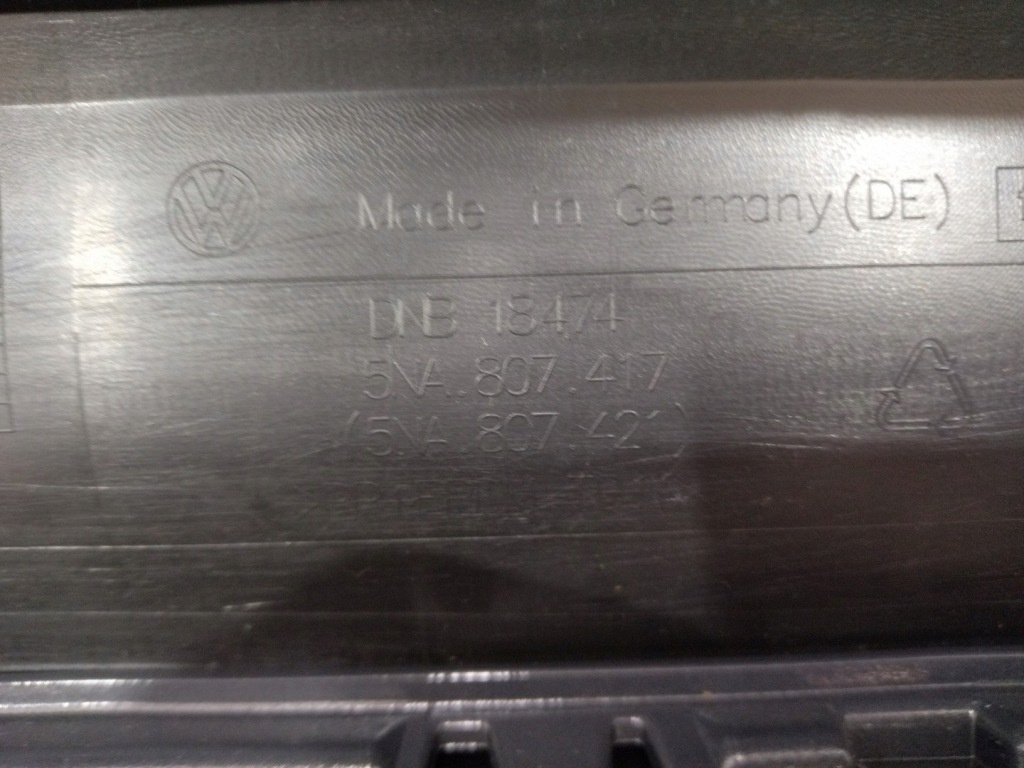 Made in Germany (DE)
DNB 18474
5NA.807.417
(5NA.807.421)